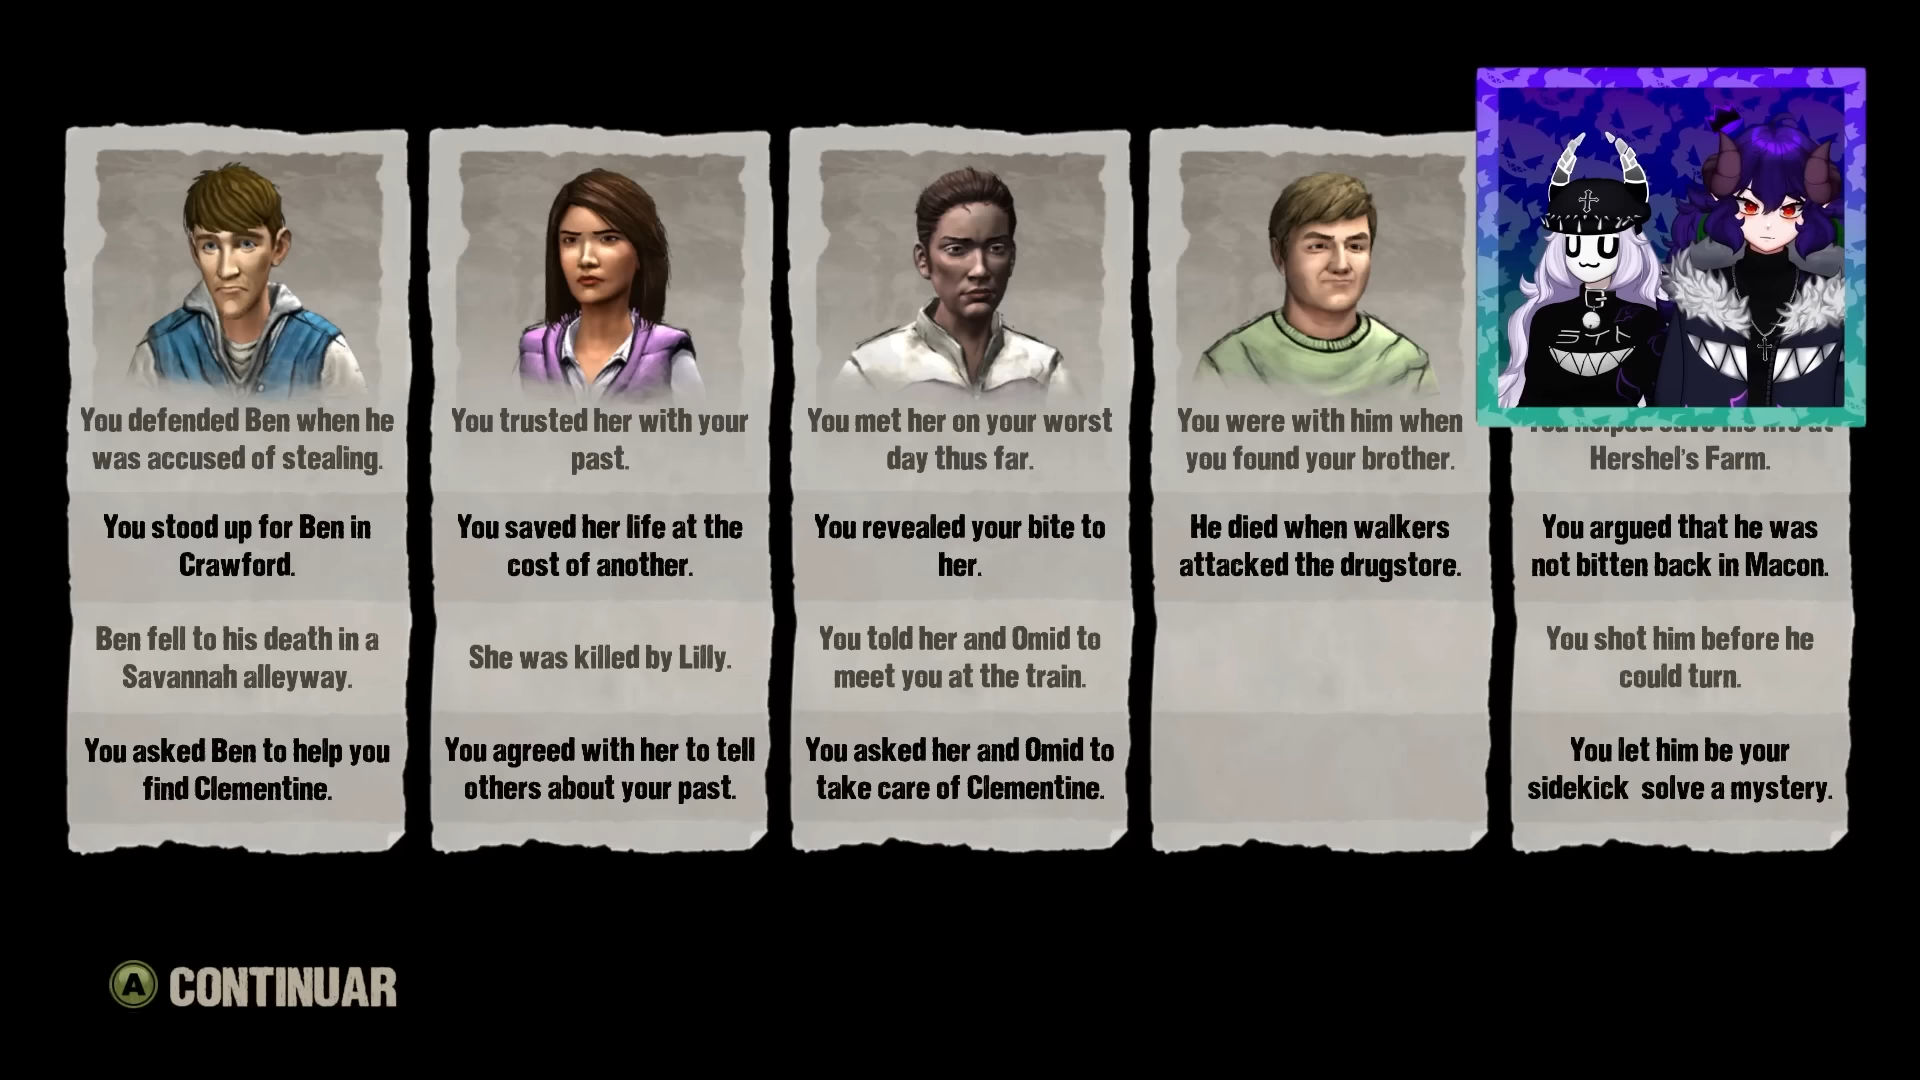 You defended Ben when he
was accused of stealing.
You stood up for Ben in
Crawford.
Ben fell to his death in a
Savannah alleyway.
You asked Ben to help you
find Clementine.
You trusted her with your
past.
You saved her life at the
cost of another.
She was killed by Lilly.
You agreed with her to tell
others about your past.
You met her on your worst
day thus far.
You revealed your bite to
her.
You told her and Omid to
meet you at the train.
You asked her and Omid to
take care of Clementine.
You were with him when
you found your brother.
He died when walkers
attacked the drugstore.
ライト
Hershel's Farm.
You argued that he was
not bitten back in Macon.
You shot him before he
could turn.
You let him be your
sidekick solve a mystery.
A CONTINUAR